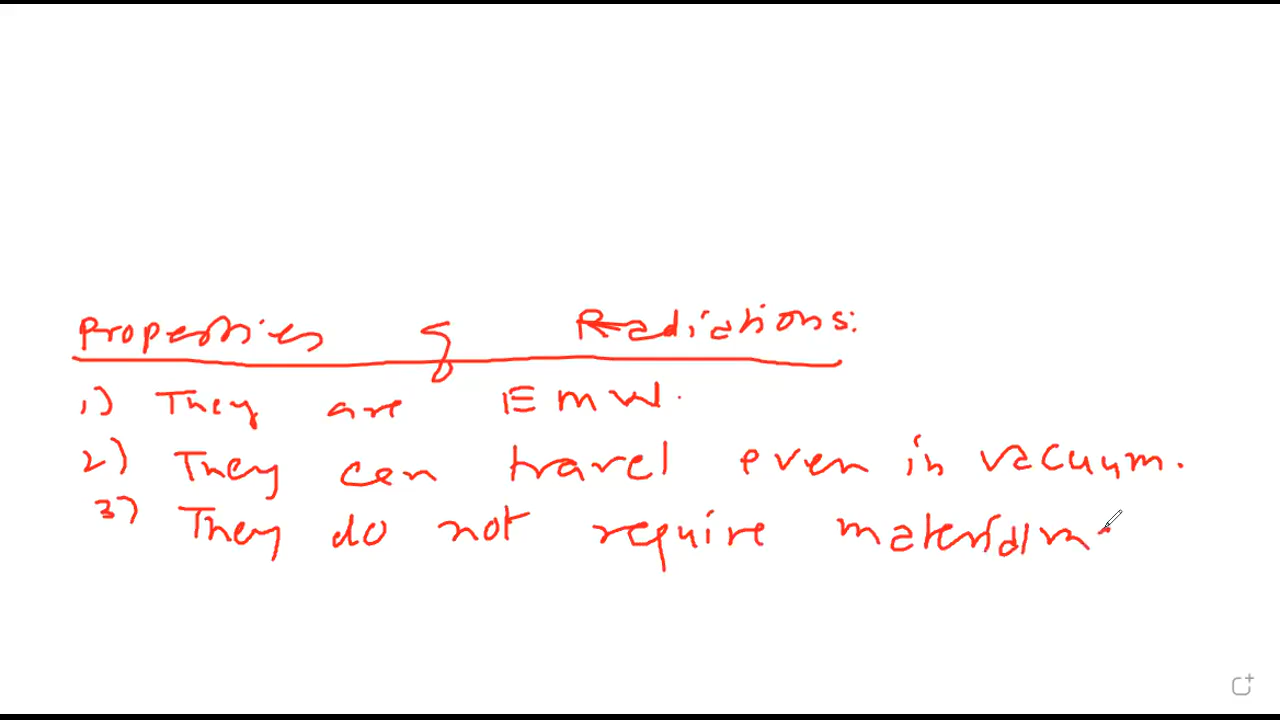 Properties of Radiations:
1) They are EMW.
2) They can travel even in vacuum.
3) They do not require material m